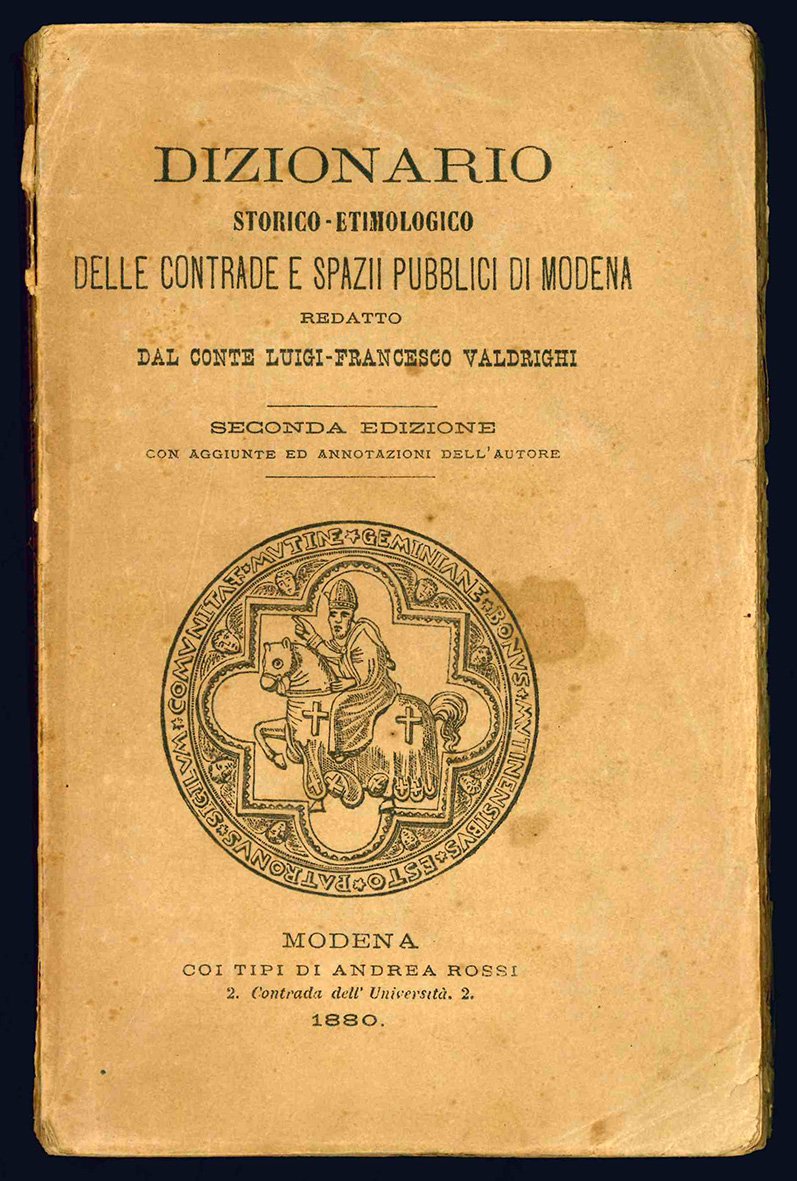 DIZIONARIO
STORICO-ETIMOLOGICO
DELLE CONTRADE E SPAZII PUBBLICI DI MODENA
REDATTO
DAL CONTE LUIGI-FRANCESCO VALDRIGHI
SECONDA EDIZIONE
CON AGGIUNTE ED ANNOTAZIONI DELL'AUTORE
SIGILVM COMVNITAT MVTINE GEMINIANE BONVS MVTINENSIBVS ESTO PATRONVS
MODENA
COI TIPI DI ANDREA ROSSI
2. Contrada dell' Università. 2.
1880.